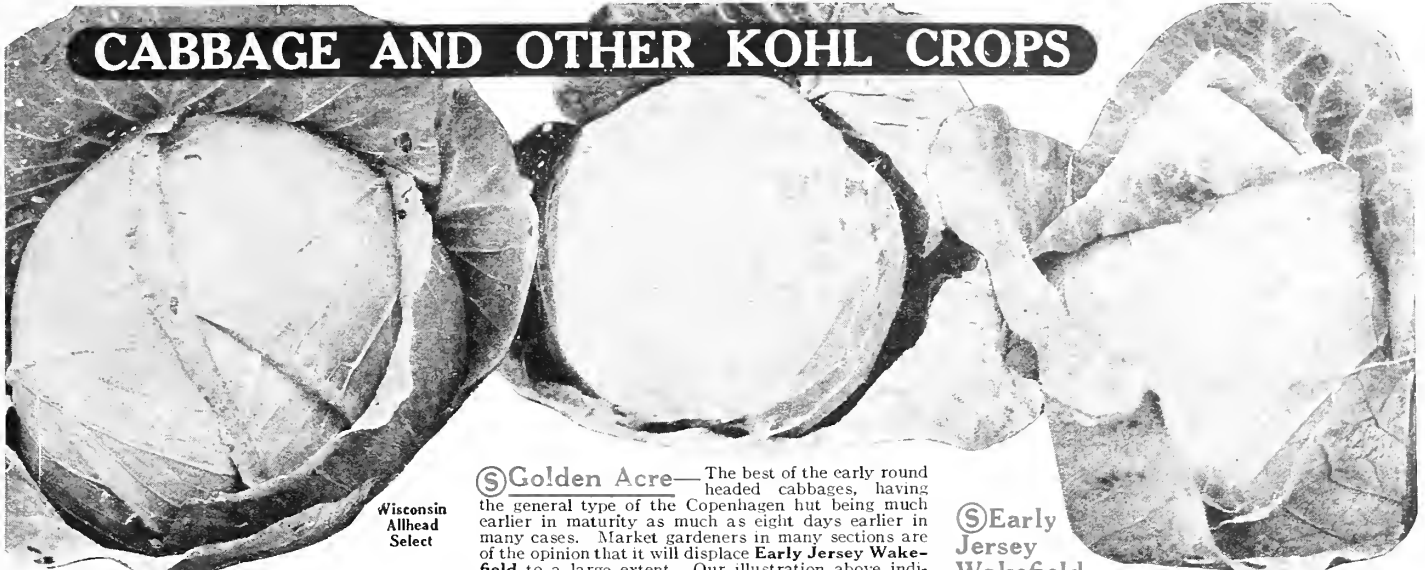 CABBAGE AND OTHER KOHL CROPS
Wisconsin
Allhead
Select
Ⓢ Golden Acre—The best of the early round
headed cabbages, having
the general type of the Copenhagen hut being much
earlier in maturity as much as eight days earlier in
many cases. Market gardeners in many sections are
of the opinion that it will displace Early Jersey Wake-
field to a large extent. Our illustration above indi-
Ⓢ Early
Jersey
Wakefield